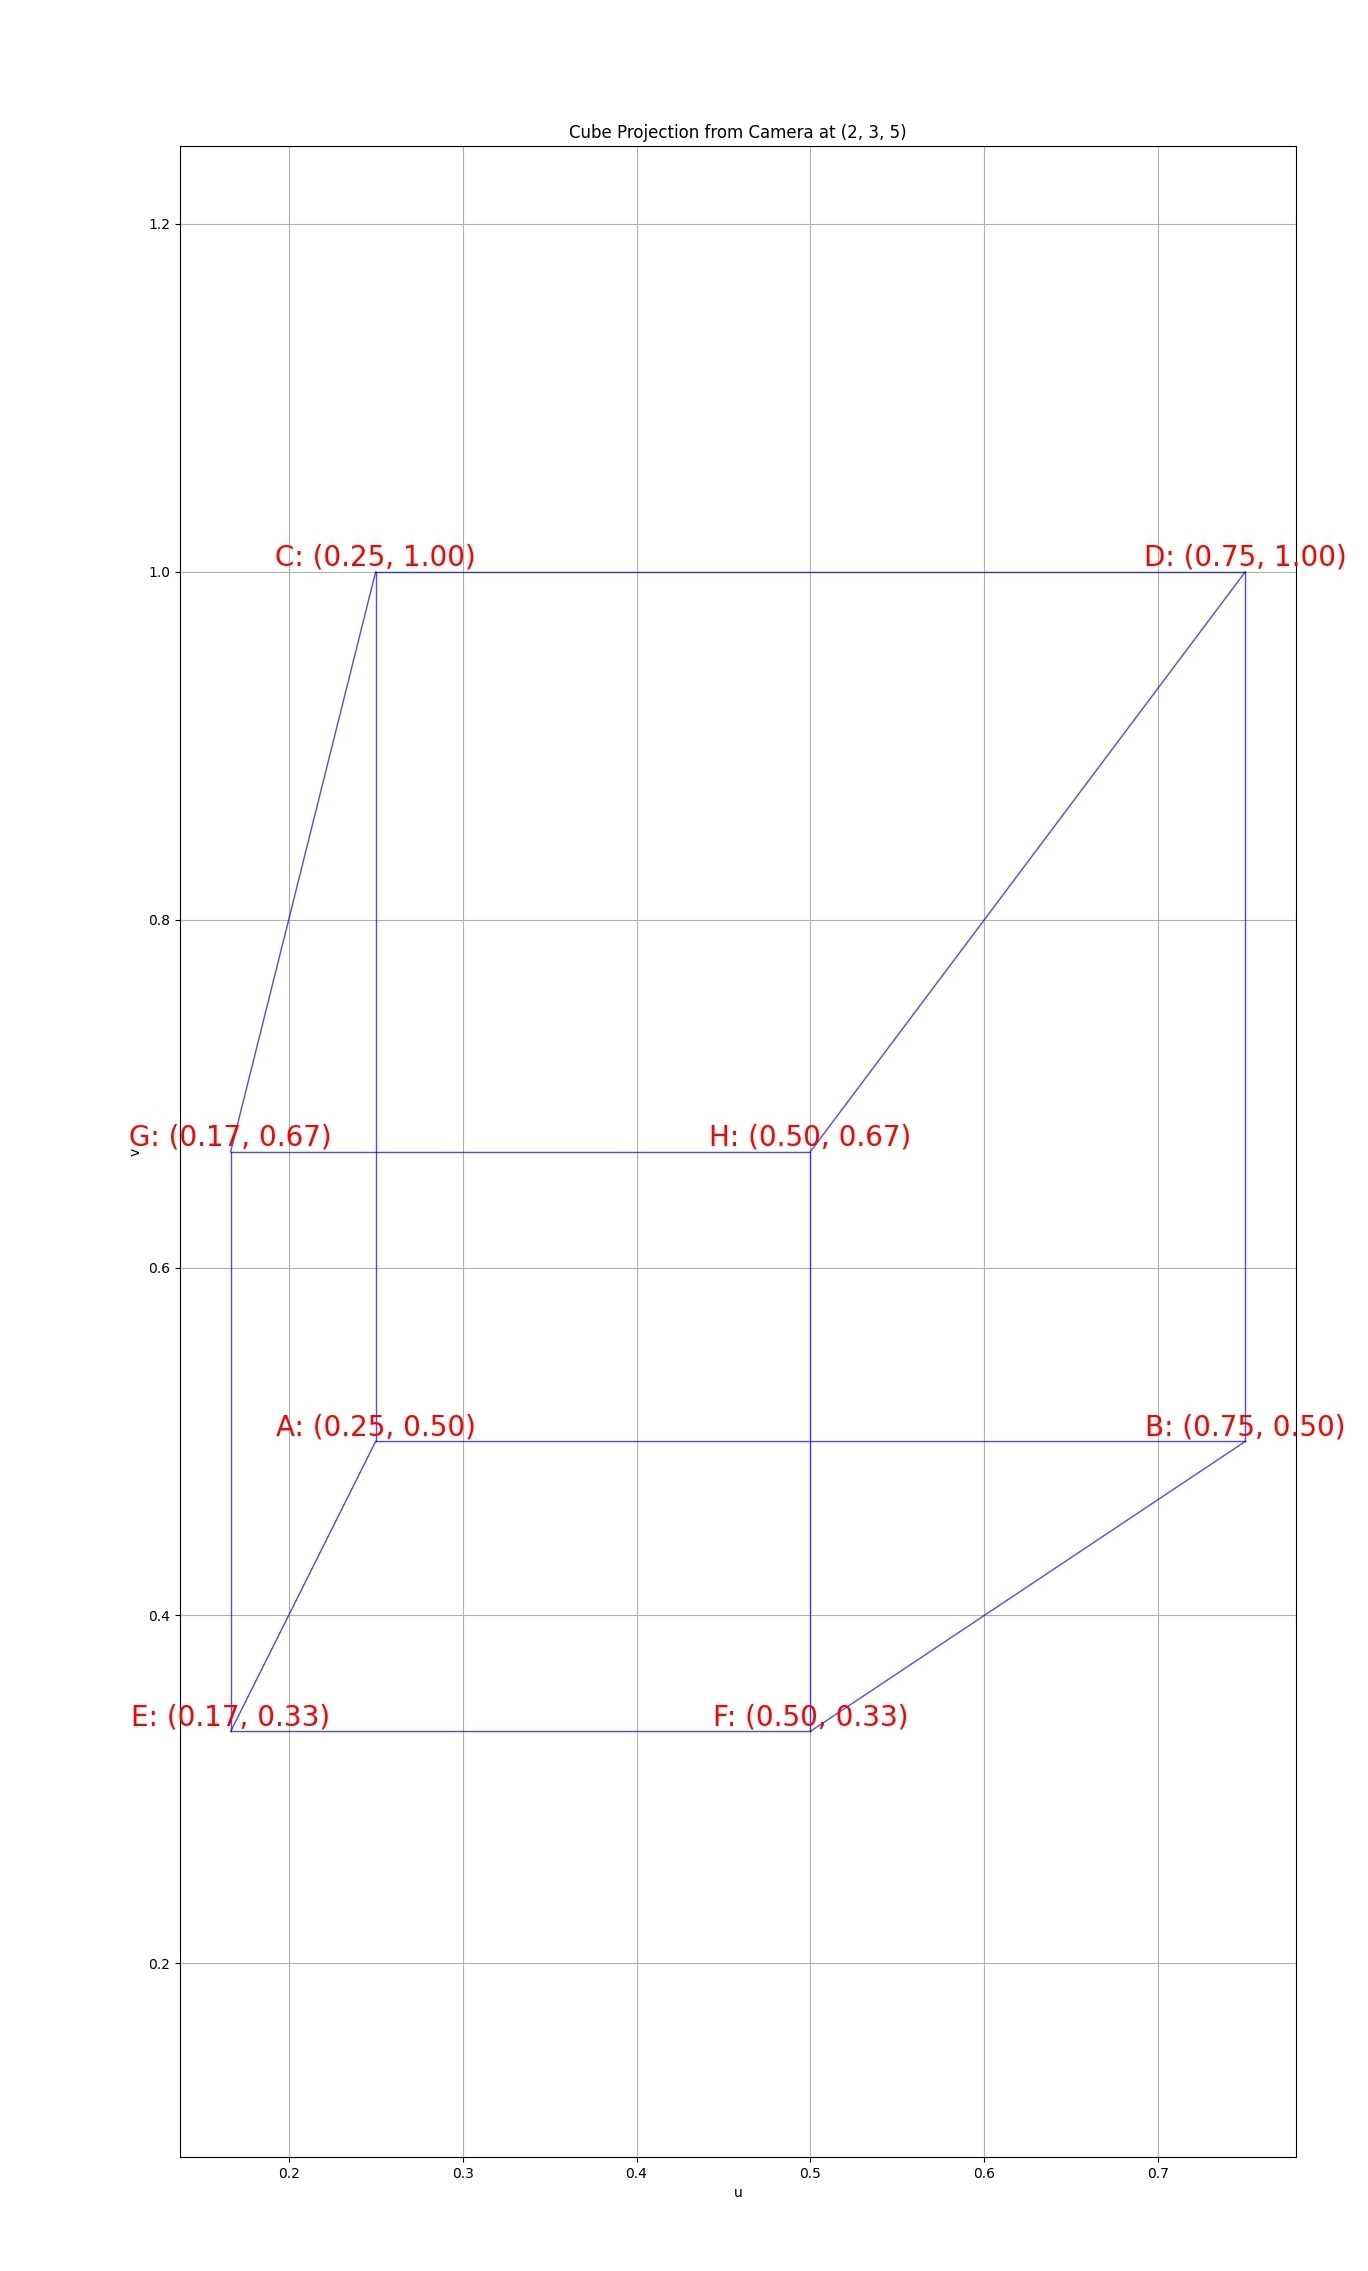 Cube Projection from Camera at (2, 3, 5)
1.2
C: (0.25, 1.00)
D: (0.75, 1.00)
1.0
0.8
G: (0.17, 0.67)
H: (0.50, 0.67)
v
0.6
A: (0.25, 0.50)
B: (0.75, 0.50)
0.4
E: (0.17, 0.33)
F: (0.50, 0.33)
0.2
0.2 0.3 0.4 0.5 0.6 0.7
u